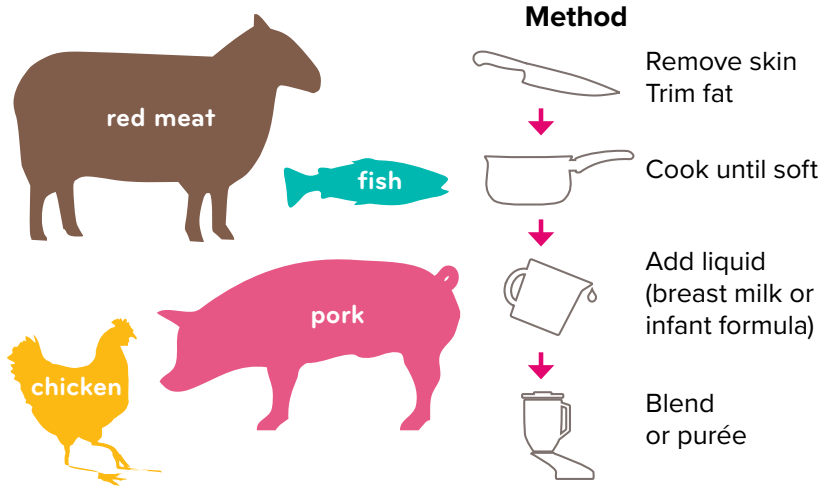 red meat
fish
pork
chicken
Method
Remove skin
Trim fat
Cook until soft
Add liquid
(breast milk or
infant formula)
Blend
or purée